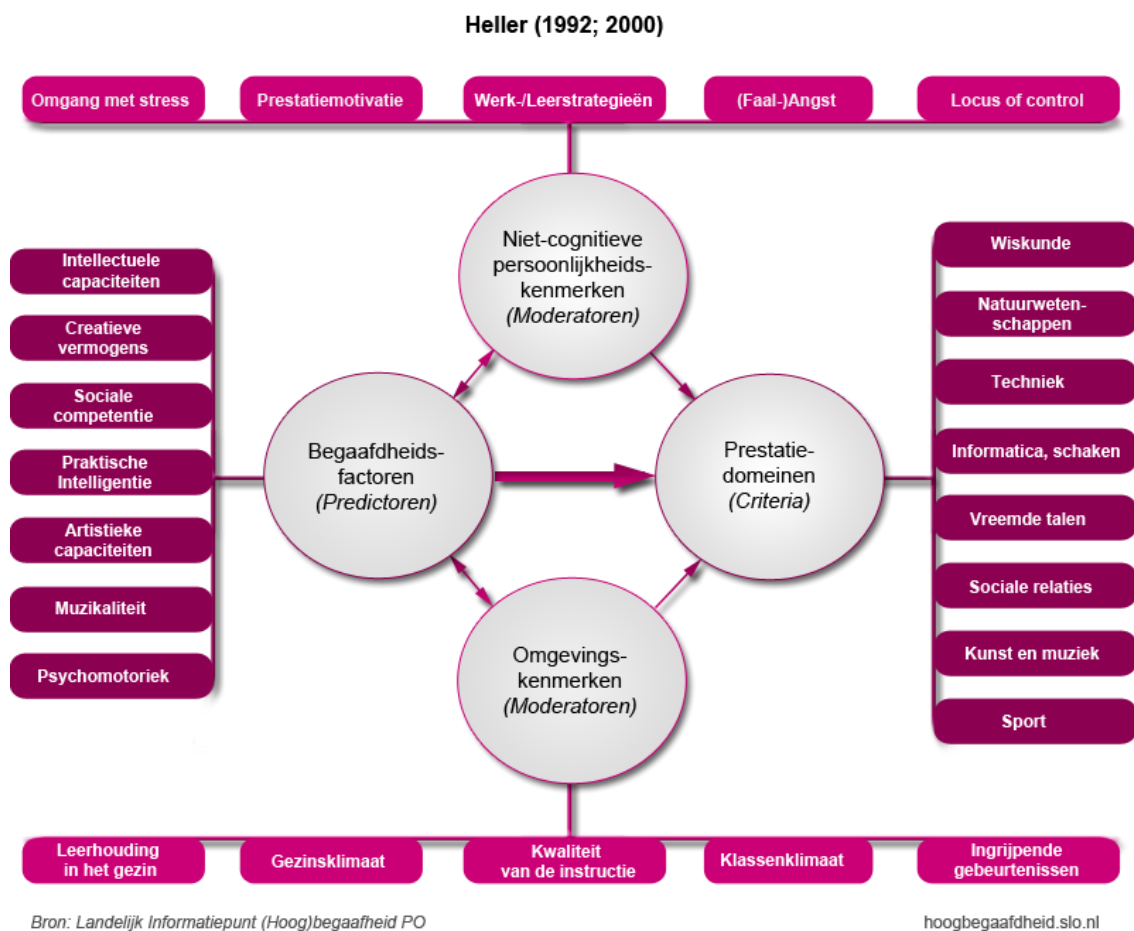 Heller (1992; 2000)
Omgang met stress
Prestatiemotivatie
Werk-/Leerstrategieën
(Faal-)Angst
Locus of control
Niet-cognitieve
persoonlijkheids-
kenmerken
(Moderatoren)
Intellectuele
capaciteiten
Creatieve
vermogens
Sociale
competentie
Praktische
Intelligentie
Artistieke
capaciteiten
Muzikaliteit
Psychomotoriek
Begaafdheids-
factoren
(Predictoren)
Prestatie-
domeinen
(Criteria)
Wiskunde
Natuurweten-
schappen
Techniek
Informatica, schaken
Vreemde talen
Sociale relaties
Kunst en muziek
Sport
Omgevings-
kenmerken
(Moderatoren)
Leerhouding
in het gezin
Gezinsklimaat
Kwaliteit
van de instructie
Klassenklimaat
Ingrijpende
gebeurtenissen
Bron: Landelijk Informatiepunt (Hoog)begaafheid PO
hoogbegaafdheid.slo.nl